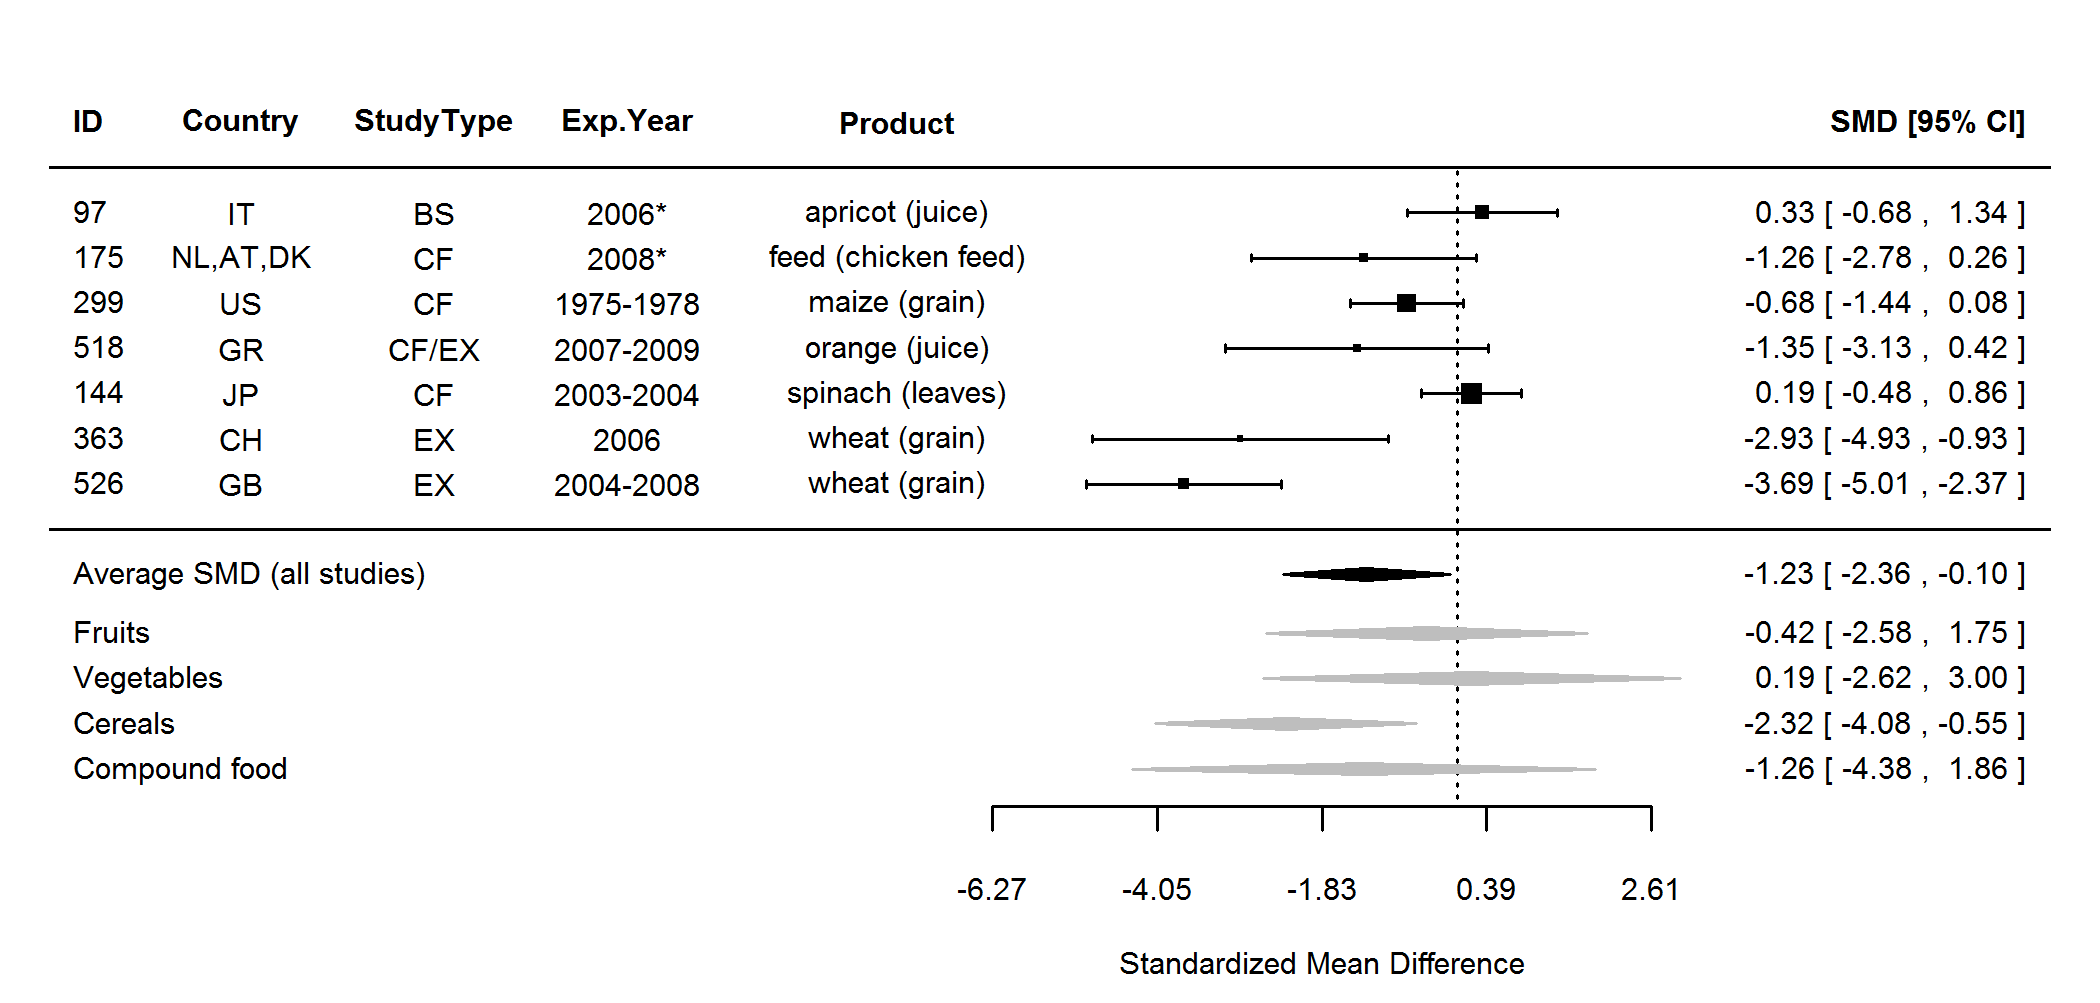 ID Country StudyType Exp.Year Product SMD [95% CI]
97 IT BS 2006* apricot (juice) 0.33 [ -0.68 , 1.34 ]
175 NL,AT,DK CF 2008* feed (chicken feed) -1.26 [ -2.78 , 0.26 ]
299 US CF 1975-1978 maize (grain) -0.68 [ -1.44 , 0.08 ]
518 GR CF/EX 2007-2009 orange (juice) -1.35 [ -3.13 , 0.42 ]
144 JP CF 2003-2004 spinach (leaves) 0.19 [ -0.48 , 0.86 ]
363 CH EX 2006 wheat (grain) -2.93 [ -4.93 , -0.93 ]
526 GB EX 2004-2008 wheat (grain) -3.69 [ -5.01 , -2.37 ]
Average SMD (all studies) -1.23 [ -2.36 , -0.10 ]
Fruits -0.42 [ -2.58 , 1.75 ]
Vegetables 0.19 [ -2.62 , 3.00 ]
Cereals -2.32 [ -4.08 , -0.55 ]
Compound food -1.26 [ -4.38 , 1.86 ]
-6.27 -4.05 -1.83 0.39 2.61
Standardized Mean Difference